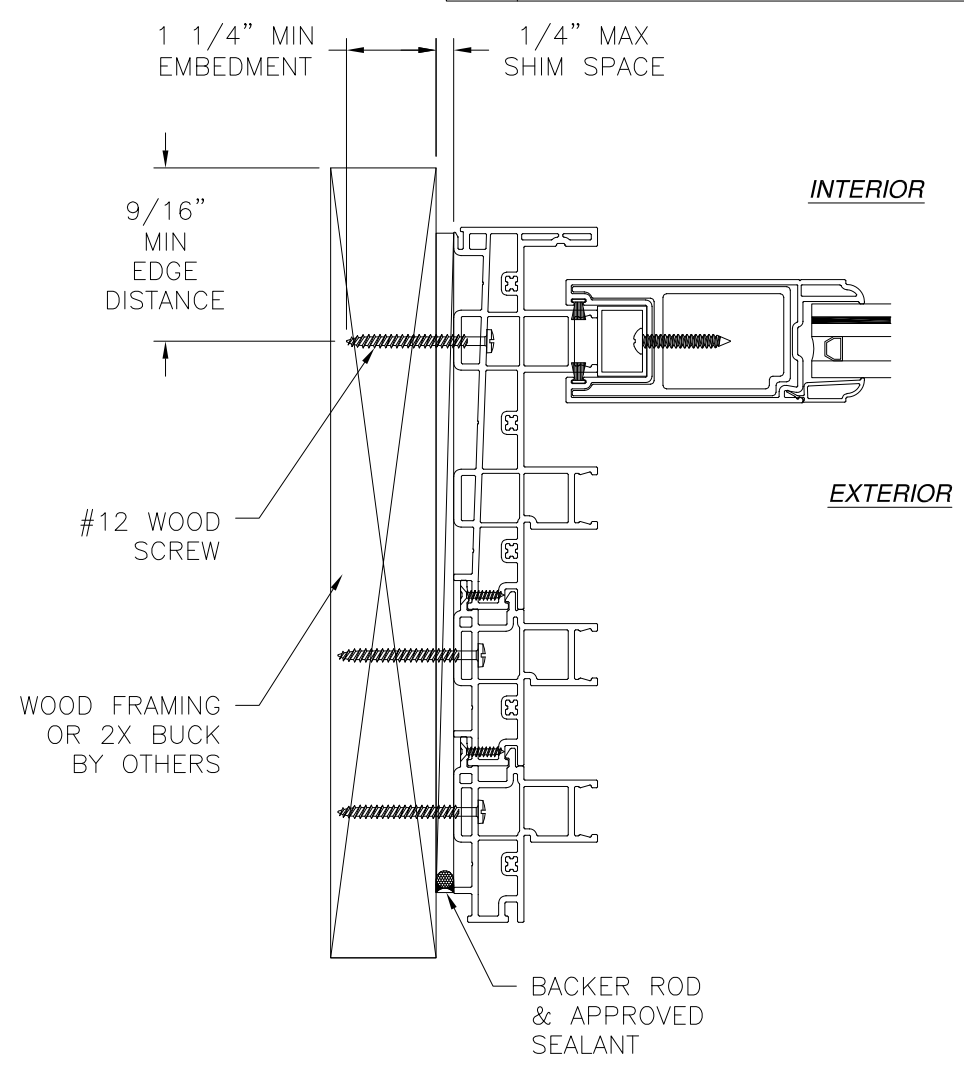 1 1/4” MIN
EMBEDMENT
1/4” MAX
SHIM SPACE
INTERIOR
9/16”
MIN
EDGE
DISTANCE
EXTERIOR
#12 WOOD
SCREW
WOOD FRAMING
OR 2X BUCK
BY OTHERS
BACKER ROD
& APPROVED
SEALANT